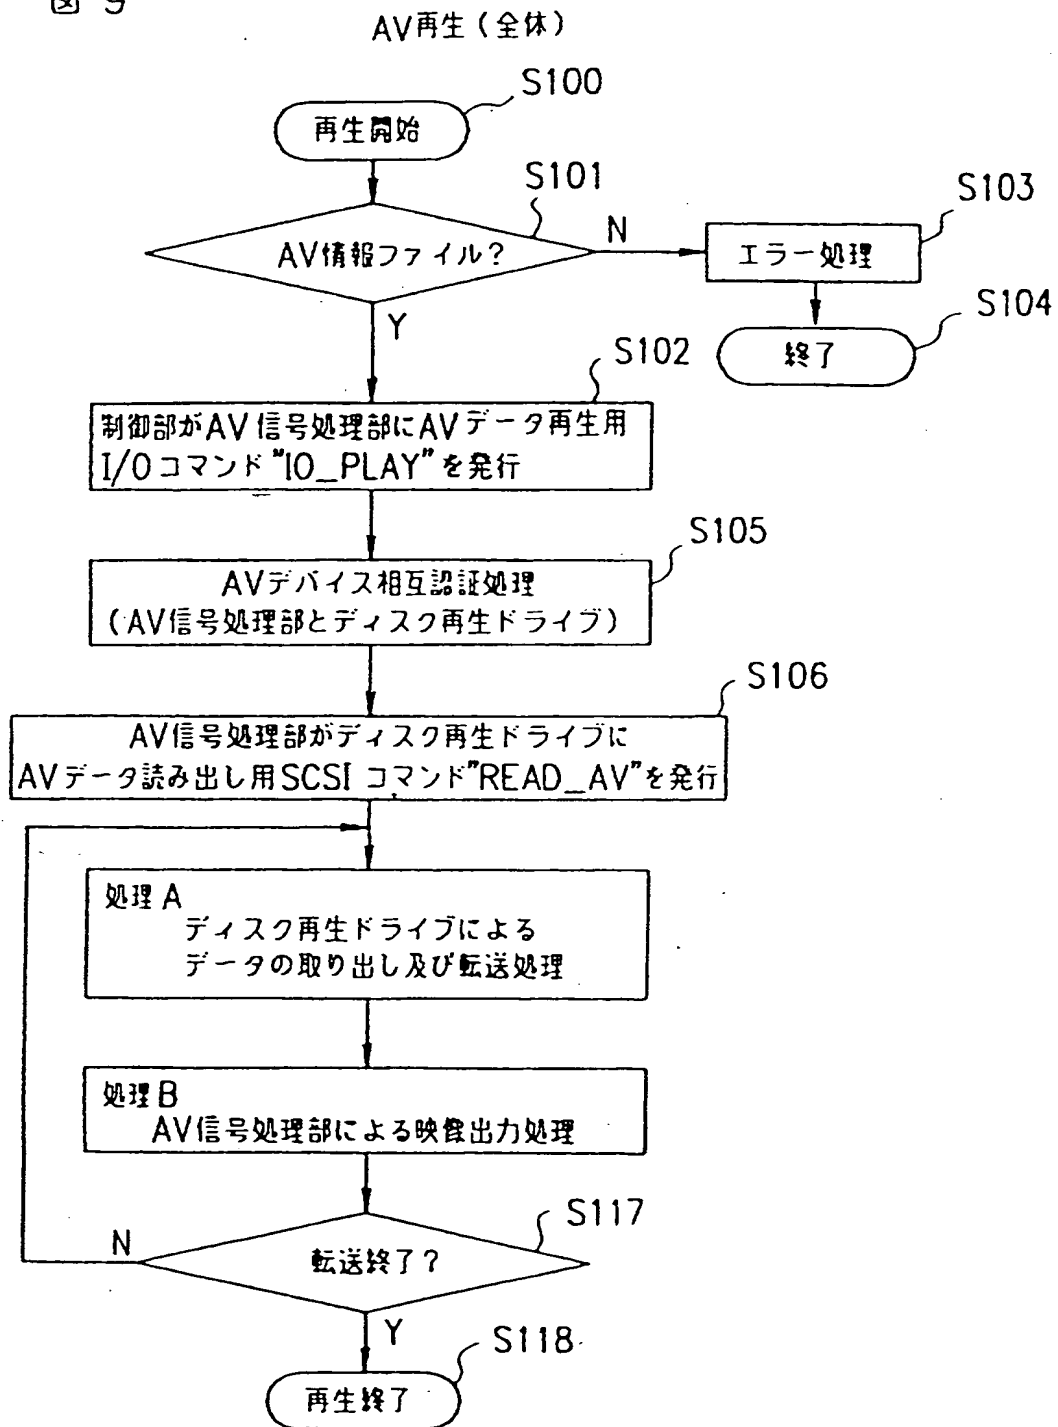 図 9
AV再生(全体)
S100
再生開始
S101
AV情報ファイル?
N
S103
エラー処理
Y
S104
終了
S102
制御部がAV信号処理部にAVデータ再生用
I/Oコマンド"IO_PLAY"を発行
S105
AVデバイス相互認証処理
(AV信号処理部とディスク再生ドライブ)
S106
AV信号処理部がディスク再生ドライブに
AVデータ読み出し用SCSIコマンド"READ_AV"を発行
処理A
ディスク再生ドライブによる
データの取り出し及び転送処理
処理B
AV信号処理部による映像出力処理
S117
N
転送終了?
Y
S118
再生終了